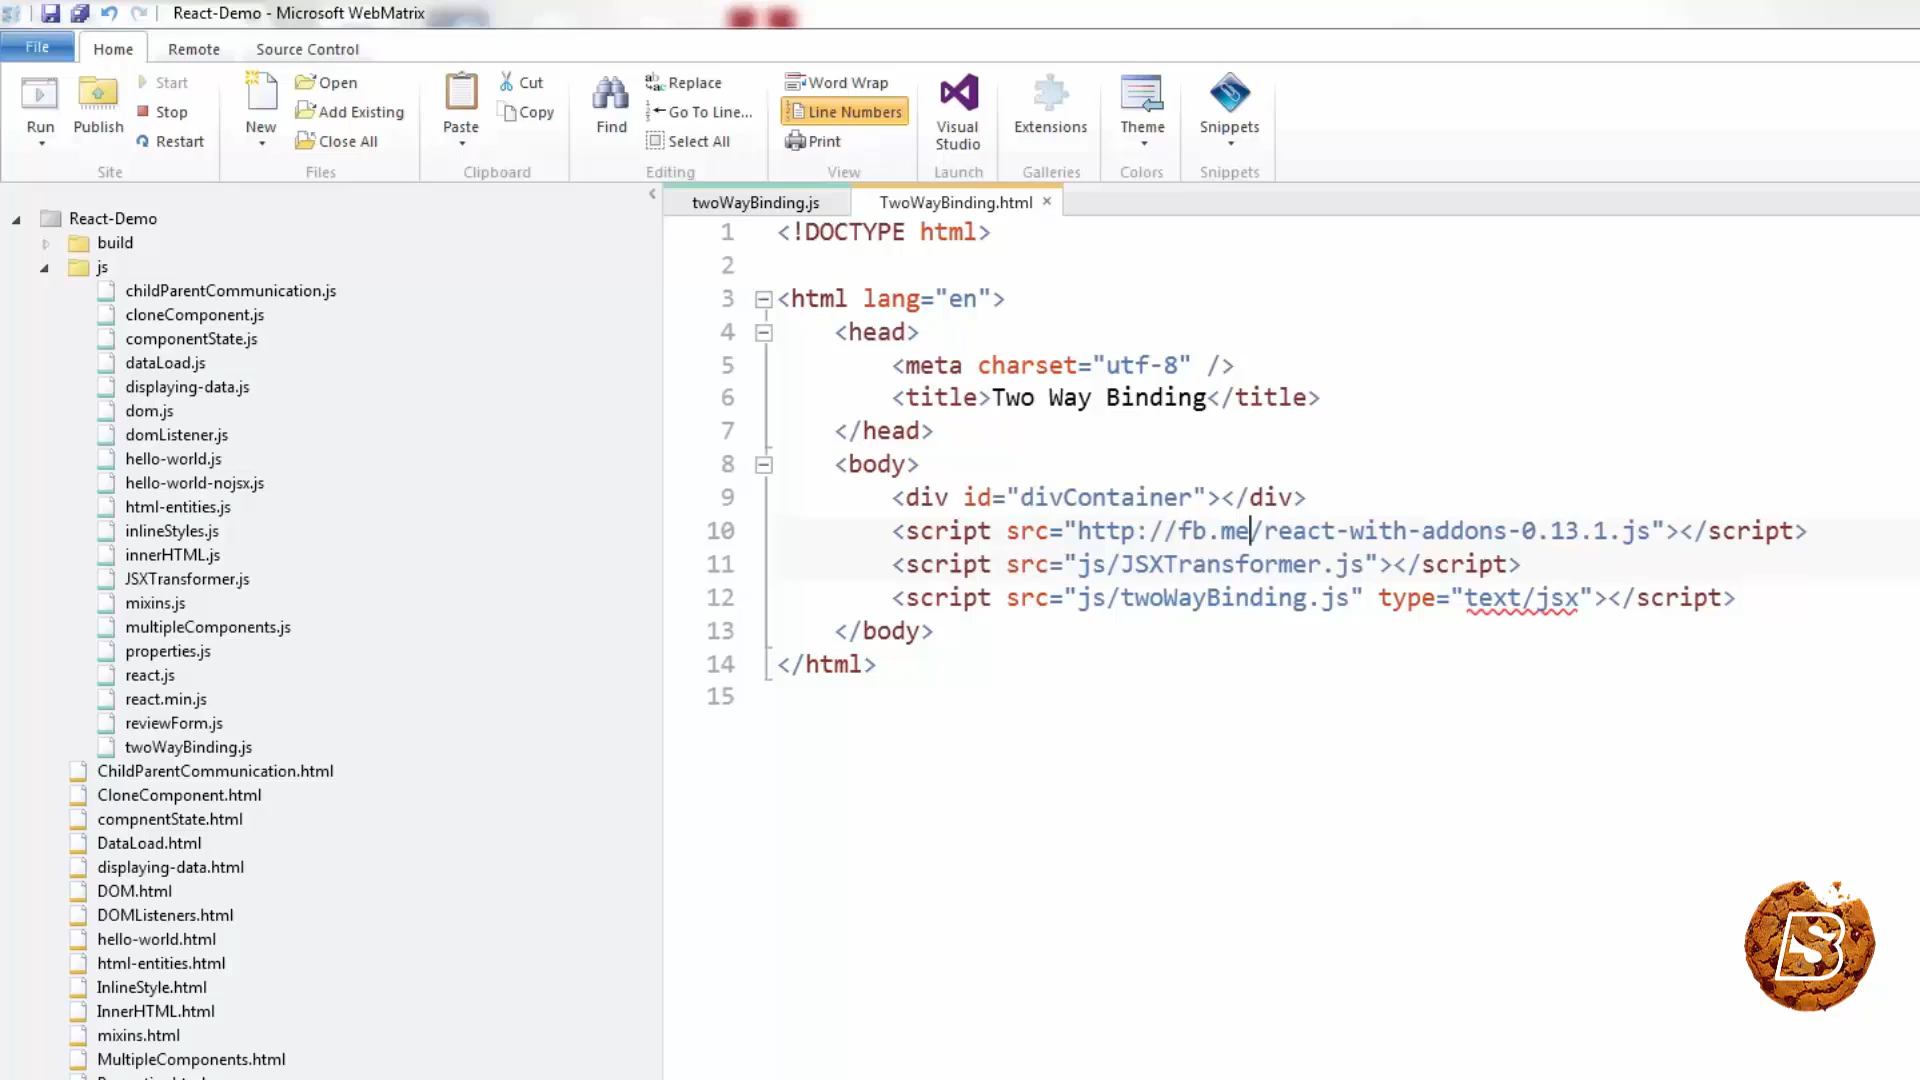 React-Demo - Microsoft WebMatrix
File Home Remote Source Control
Run
Publish
Start
Stop
Restart
Site
New
Open
Add Existing
Close All
Files
Paste
Cut
Copy
Clipboard
Find
Replace
Go To Line...
Select All
Editing
Word Wrap
Line Numbers
Print
View
Visual Studio
Launch
Extensions
Galleries
Theme
Colors
Snippets
Snippets
React-Demo
build
js
childParentCommunication.js
cloneComponent.js
componentState.js
dataLoad.js
displaying-data.js
dom.js
domListener.js
hello-world.js
hello-world-nojsx.js
html-entities.js
inlineStyles.js
innerHTML.js
JSXTransformer.js
mixins.js
multipleComponents.js
properties.js
react.js
react.min.js
reviewForm.js
twoWayBinding.js
ChildParentCommunication.html
CloneComponent.html
compnentState.html
DataLoad.html
displaying-data.html
DOM.html
DOMListeners.html
hello-world.html
html-entities.html
InlineStyle.html
InnerHTML.html
mixins.html
MultipleComponents.html
twoWayBinding.js TwoWayBinding.html ×
1 <!DOCTYPE html>
2
3 <html lang="en">
4 <head>
5 <meta charset="utf-8" />
6 <title>Two Way Binding</title>
7 </head>
8 <body>
9 <div id="divContainer"></div>
10 <script src="http://fb.me/react-with-addons-0.13.1.js"></script>
11 <script src="js/JSXTransformer.js"></script>
12 <script src="js/twoWayBinding.js" type="text/jsx"></script>
13 </body>
14 </html>
15